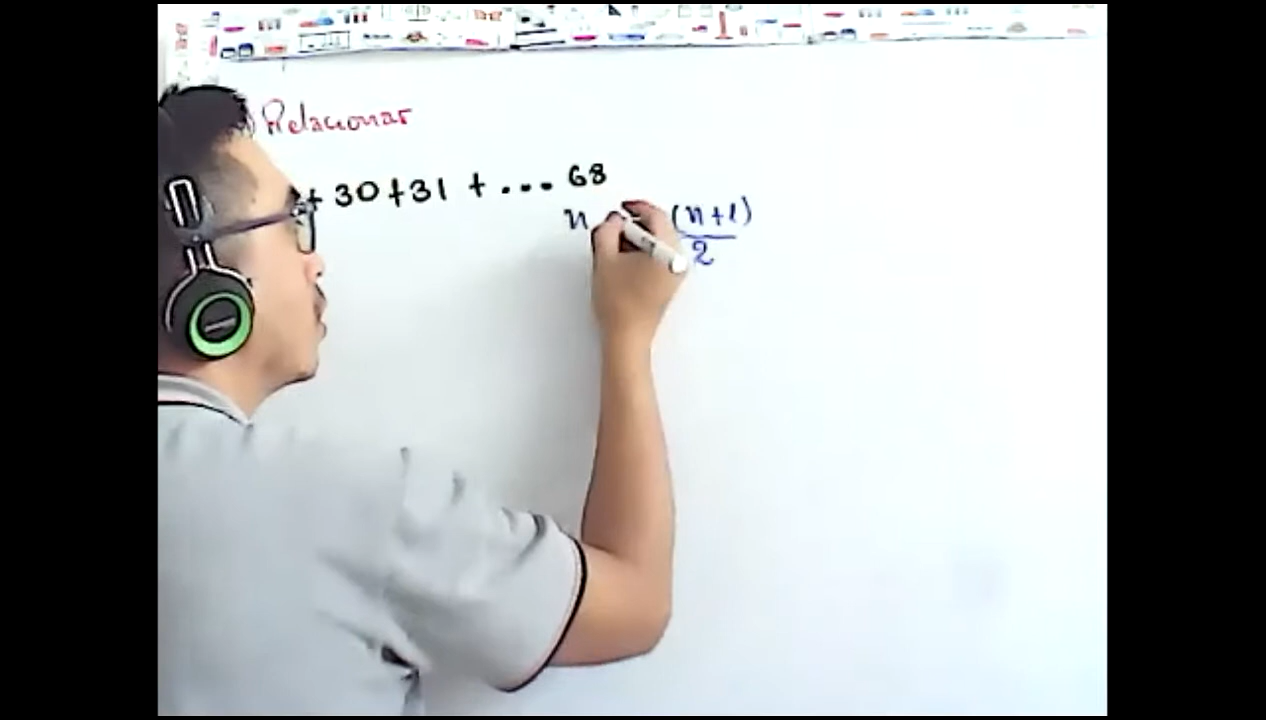 Relacionar
+ 30 + 31 + ... 68
n (n+1)
2